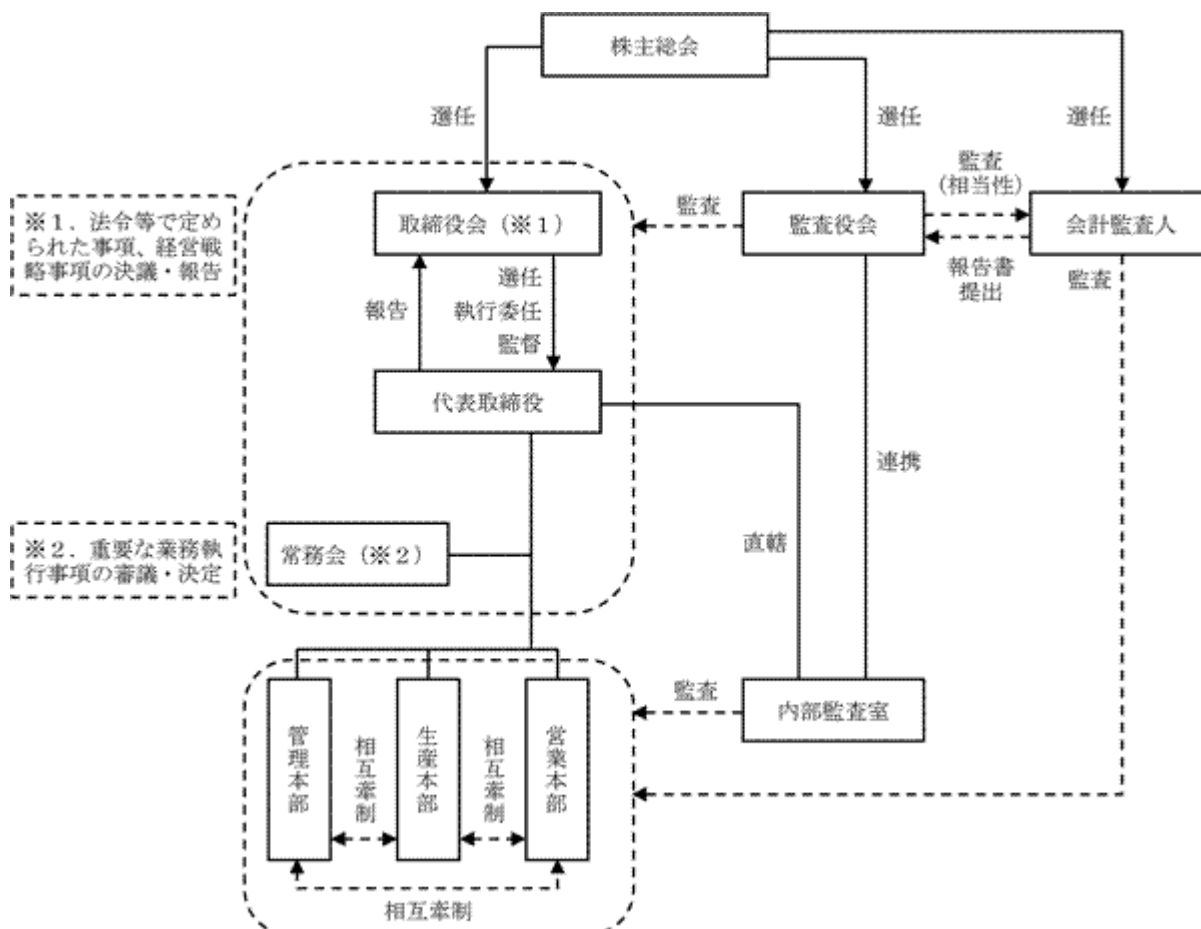 株主総会
選任
選任
選任
監査
(相当性)
※1．法令等で定め
られた事項、経営戦
略事項の決議・報告
取締役会（※1）
監査
監査役会
会計監査人
報告書
提出
監査
報告
選任
執行委任
監督
代表取締役
連携
直轄
※2．重要な業務執
行事項の審議・決定
常務会（※2）
監査
内部監査室
管理本部
相互牽制
生産本部
相互牽制
営業本部
相互牽制